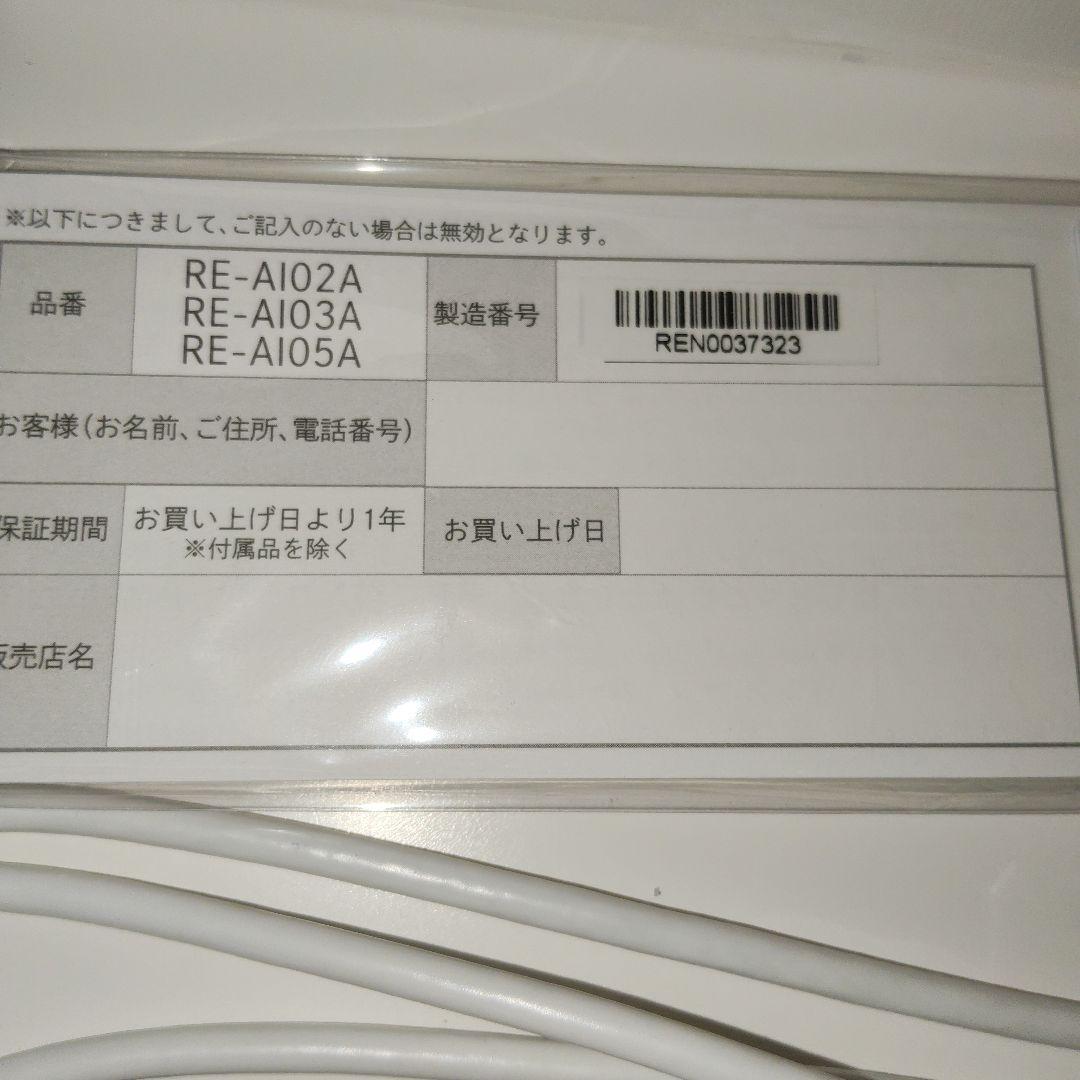 ※以下につきまして、ご記入のない場合は無効となります。
品番
RE-AI02A
RE-AI03A
RE-AI05A
製造番号
REN0037323
お客様(お名前、ご住所、電話番号)
保証期間
お買い上げ日より1年
※付属品を除く
お買い上げ日
販売店名